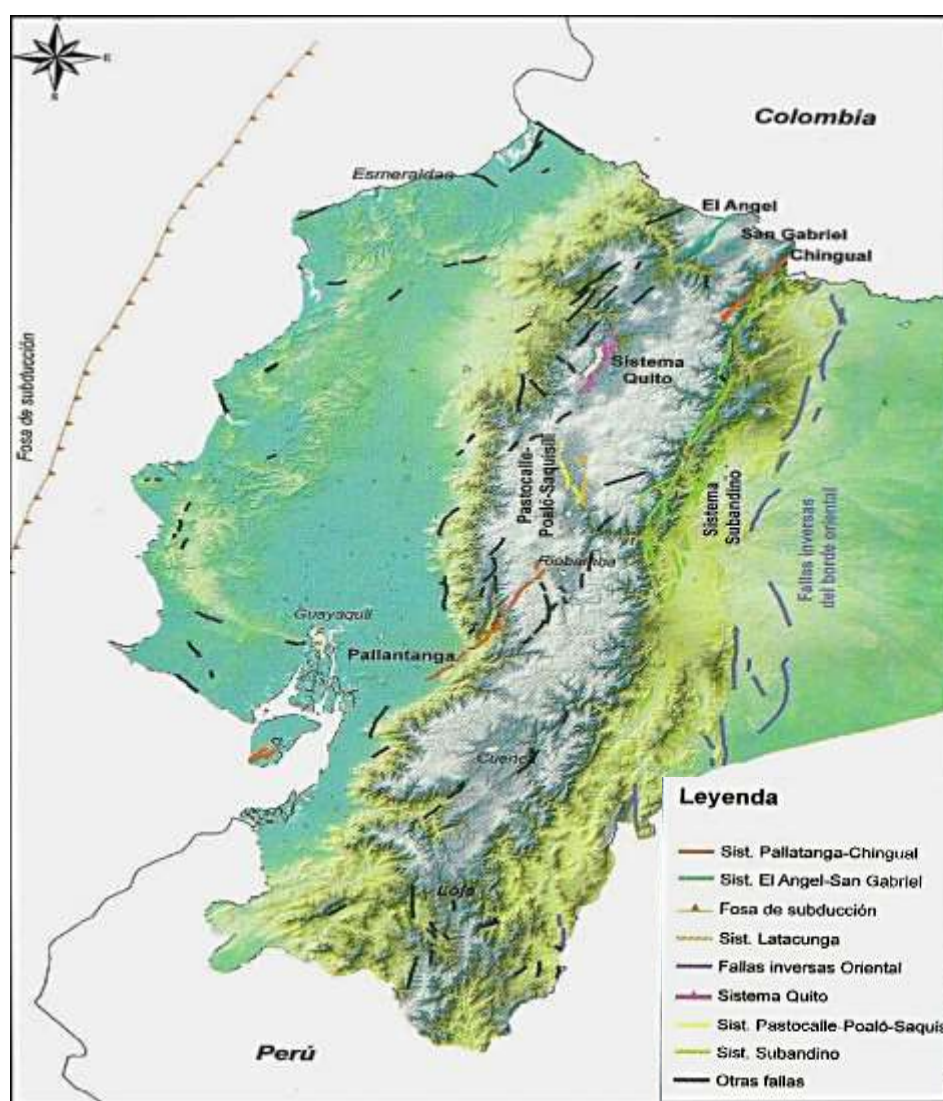 Colombia
Esmeraldas
El Angel
San Gabriel
Chingual
Sistema
Quito
Fosa de subducción
Pastocalle-
Poaló-Saquisilí
Sistema
Subandino
Fallas inversas
del borde oriental
Riobamba
Guayaquil
Pallantanga
Cuenca
Loja
Perú
Leyenda
Sist. Pallatanga-Chingual
Sist. El Angel-San Gabriel
Fosa de subducción
Sist. Latacunga
Fallas inversas Oriental
Sistema Quito
Sist. Pastocalle-Poaló-Saquis
Sist. Subandino
Otras fallas